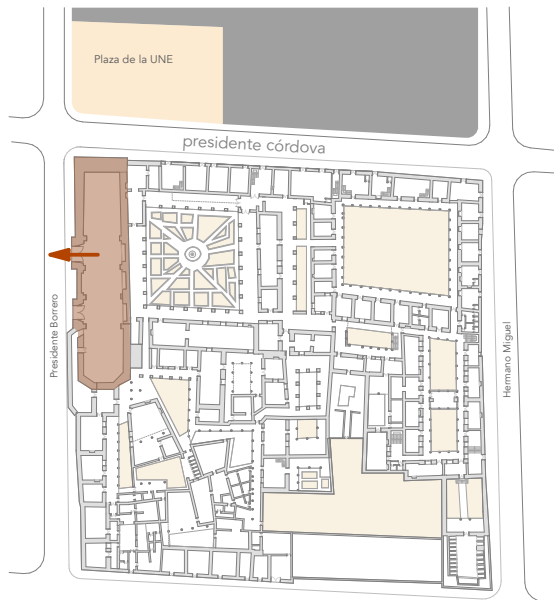 Plaza de la UNE
presidente córdova
Presidente Borrero
Hermano Miguel